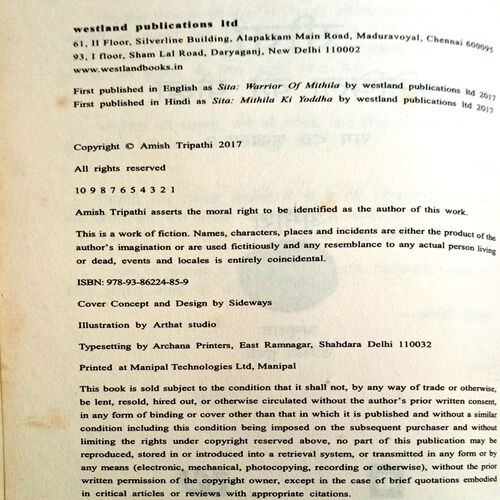 westland publications ltd
61, II Floor, Silverline Building, Alapakkam Main Road, Maduravoyal, Chennai 600095
93, I floor, Sham Lal Road, Daryaganj, New Delhi 110002
www.westlandbooks.in
First published in English as Sita: Warrior Of Mithila by westland publications ltd 2017
First published in Hindi as Sita: Mithila Ki Yoddha by westland publications ltd 2017
Copyright © Amish Tripathi 2017
All rights reserved
10 9 8 7 6 5 4 3 2 1
Amish Tripathi asserts the moral right to be identified as the author of this work.
This is a work of fiction. Names, characters, places and incidents are either the product of the
author's imagination or are used fictitiously and any resemblance to any actual person living
or dead, events and locales is entirely coincidental.
ISBN: 978-93-86224-85-9
Cover Concept and Design by Sideways
Illustration by Arthat studio
Typesetting by Archana Printers, East Ramnagar, Shahdara Delhi 110032
Printed at Manipal Technologies Ltd, Manipal
This book is sold subject to the condition that it shall not, by any way of trade or otherwise,
be lent, resold, hired out, or otherwise circulated without the author's prior written consent,
in any form of binding or cover other than that in which it is published and without a similar
condition including this condition being imposed on the subsequent purchaser and without
limiting the rights under copyright reserved above, no part of this publication may be
reproduced, stored in or introduced into a retrieval system, or transmitted in any form or by
any means (electronic, mechanical, photocopying, recording or otherwise), without the prior
written permission of the copyright owner, except in the case of brief quotations embodied
in critical articles or reviews with appropriate citations.